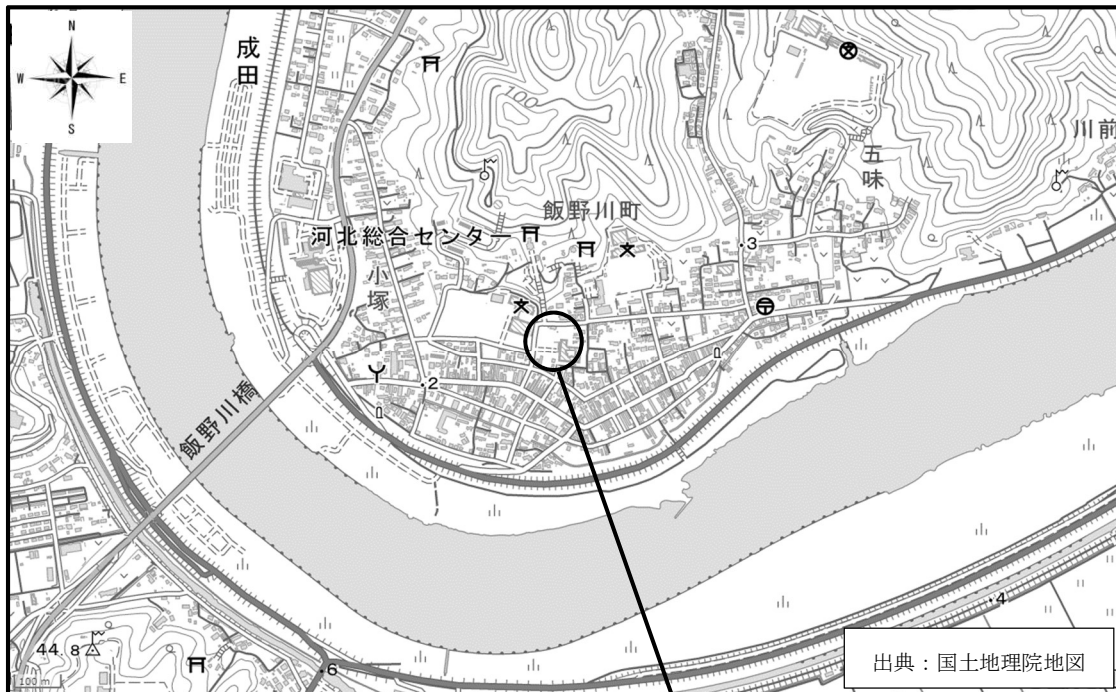 N
W
E
S
成田
100
川前
五味
飯野川町
河北総合センター
3
小塚
2
飯野川橋
4
44.8
6
100 m
出典：国土地理院地図